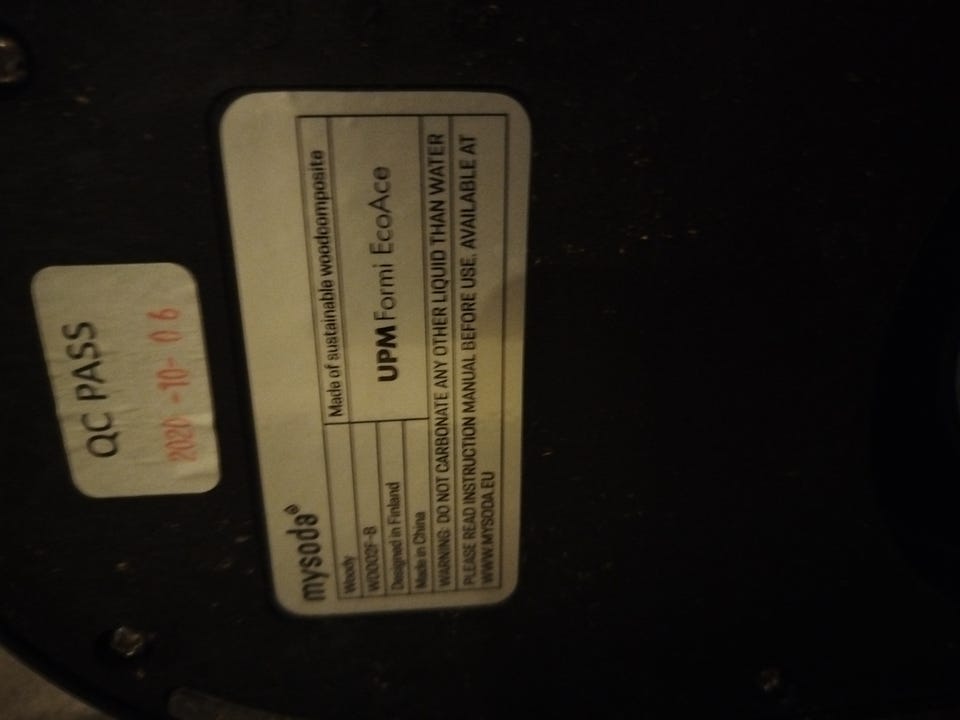 QC PASS
2020 -10- 06
mysoda®
Woody
Made of sustainable woodcomposite
WD002F-B
UPM Formi EcoAce
Designed in Finland
Made in China
WARNING: DO NOT CARBONATE ANY OTHER LIQUID THAN WATER
PLEASE READ INSTRUCTION MANUAL BEFORE USE, AVAILABLE AT
WWW.MYSODA.EU